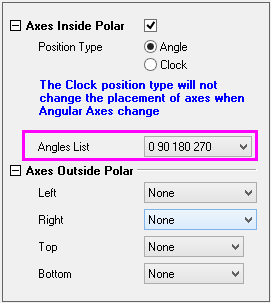 Axes Inside Polar
Position Type Angle
Clock
The Clock position type will not
change the placement of axes when
Angular Axes change
Angles List 0 90 180 270
Axes Outside Polar
Left None
Right None
Top None
Bottom None